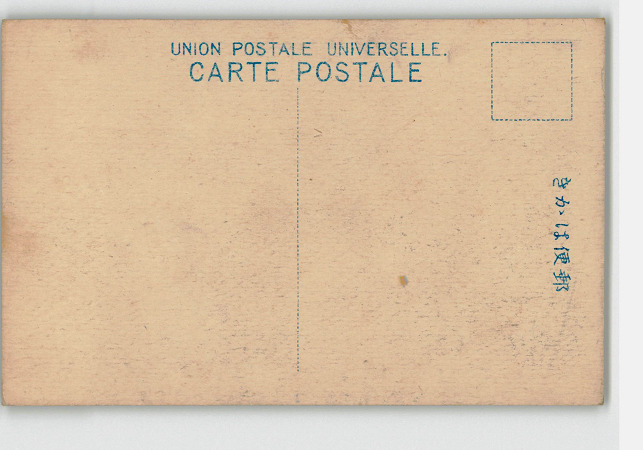 UNION POSTALE UNIVERSELLE.
CARTE POSTALE
郵便はかき